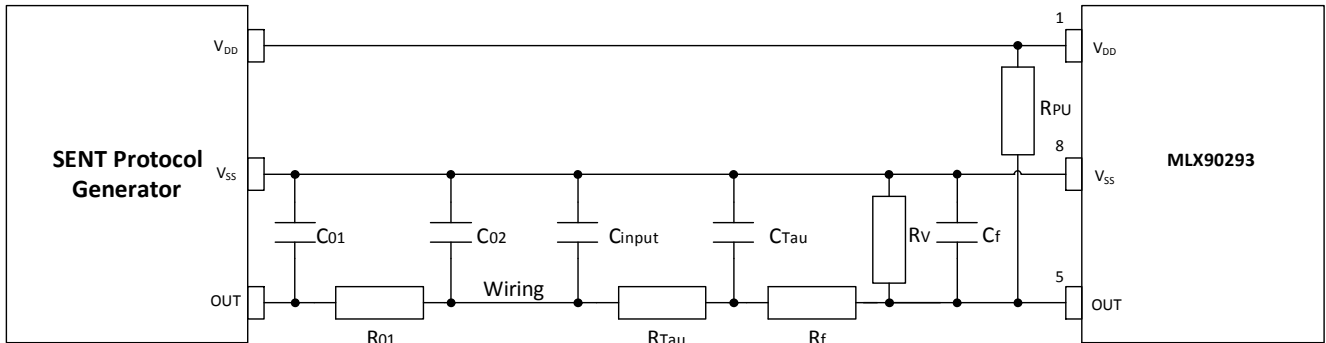 1
VDD
VDD
RPU
SENT Protocol
Generator
VSS
8
VSS
MLX90293
C01
C02
Cinput
CTau
RV
Cf
OUT
Wiring
5
OUT
R01
RTau
Rf